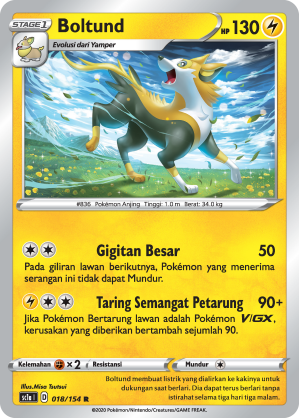 STAGE 1 Boltund HP 130
Evolusi dari Yamper
#836 Pokémon Anjing Tinggi: 1.0 m Berat: 34.0 kg
Gigitan Besar 50
Pada giliran lawan berikutnya, Pokémon yang menerima
serangan ini tidak dapat Mundur.
Taring Semangat Petarung 90+
Jika Pokémon Bertarung lawan adalah Pokémon V/GX,
kerusakan yang diberikan bertambah sejumlah 90.
Kelemahan ×2 Resistansi Mundur
Illus. Misa Tsutsui
sc1a I D 018/154 R
Boltund membuat listrik yang dialirkan ke kakinya untuk
dukungan saat berlari. Dia dapat terus berlari tanpa
istirahat selama tiga hari tiga malam.
©2020 Pokémon/Nintendo/Creatures/GAME FREAK.